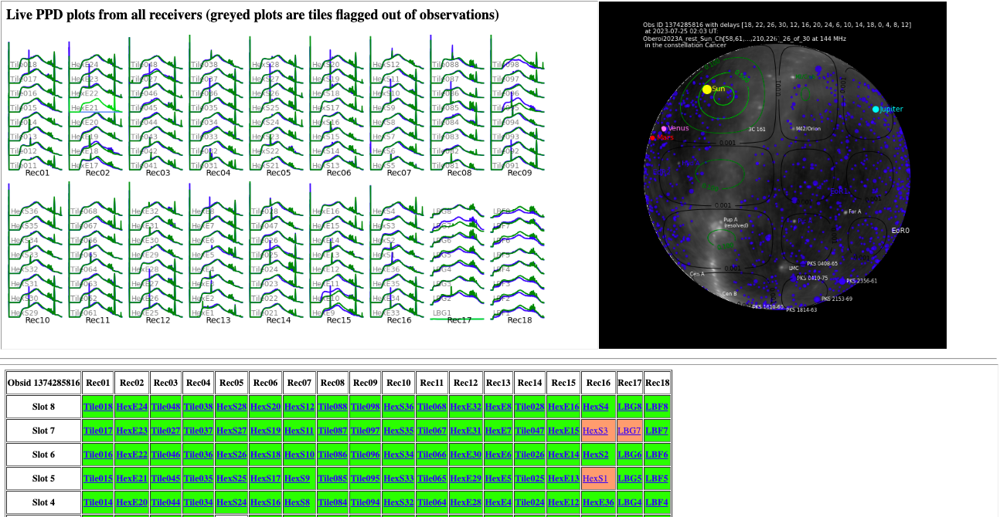 Live PPD plots from all receivers (greyed plots are tiles flagged out of observations)
Tile018 HexE24 Tile048 Tile038 HexS28 HexS20 HexS12 Tile088 Tile098
Tile017 HexE23 Tile027 Tile037 HexS27 HexS19 HexS11 Tile087 Tile097
Tile016 HexE22 Tile046 Tile036 HexS26 HexS18 HexS10 Tile086
Tile015 HexE21 Tile045 Tile035 HexS25 HexS17 HexS9 Tile085 Tile095
Tile014 HexE20 Tile044 Tile034 HexS24 HexS16 HexS8 Tile084 Tile094
Tile013 HexE19 Tile043 Tile033 HexS23 HexS15 HexS7 Tile083 Tile093
Tile012 HexE18 Tile042 Tile032 HexS22 HexS14 HexS6 Tile082 Tile092
Tile011 HexE17 Tile041 Tile031 HexS21 HexS13 HexS5 Tile081 Tile091
Rec01 Rec02 Rec03 Rec04 Rec05 Rec06 Rec07 Rec08 Rec09
HexS36 Tile068 HexE32 HexE8 Tile028 HexE16 HexS4 LBG8 LBF8
HexS35 Tile067 HexE31 HexE7 Tile047 HexE15 HexS3 LBG7 LBF7
HexS34 Tile066 HexE30 HexE6 Tile026 HexE14 HexS2 LBG6 LBF6
HexS33 Tile065 HexE29 HexE5 Tile025 HexE13 HexS1 LBG5 LBF5
HexS32 Tile064 HexE28 HexE4 Tile024 HexE12 HexE36 LBG4 LBF4
HexS31 Tile063 HexE27 HexE3 Tile023 HexE11 HexE35 LBG3 LBF3
HexS30 Tile062 HexE26 HexE2 Tile022 HexE10 HexE34 LBG2 LBF2
HexS29 Tile061 HexE25 HexE1 Tile021 HexE9 HexE33 LBG1 LBF1
Rec10 Rec11 Rec12 Rec13 Rec14 Rec15 Rec16 Rec17 Rec18
Obs ID 1374285816 with delays [18, 22, 26, 30, 12, 16, 20, 24, 6, 10, 14, 18, 0, 4, 8, 12]
at 2023-07-25 02:03 UT:
Oberoi2023A_rest_Sun_Ch[58,61,...,210,226]_26_of_30 at 144 MHz
in the constellation Cancer
Sun
Jupiter
Venus
Mars
3C 161
M42/Orion
0.001
0.001
0.001
0.001
0.001
0.001
For A
Pup A
(resolved)
EoR0
0.001
0.001
PKS 0408-65
LMC
Cen A
PKS 0410-75
PKS 2356-61
Cen B
PKS 2153-69
PKS 1610-60
PKS 1814-63
Obsid 1374285816 Rec01 Rec02 Rec03 Rec04 Rec05 Rec06 Rec07 Rec08 Rec09 Rec10 Rec11 Rec12 Rec13 Rec14 Rec15 Rec16 Rec17 Rec18
Slot 8 Tile018 HexE24 Tile048 Tile038 HexS28 HexS20 HexS12 Tile088 Tile098 HexS36 Tile068 HexE32 HexE8 Tile028 HexE16 HexS4 LBG8 LBF8
Slot 7 Tile017 HexE23 Tile027 Tile037 HexS27 HexS19 HexS11 Tile087 Tile097 HexS35 Tile067 HexE31 HexE7 Tile047 HexE15 HexS3 LBG7 LBF7
Slot 6 Tile016 HexE22 Tile046 Tile036 HexS26 HexS18 HexS10 Tile086 Tile096 HexS34 Tile066 HexE30 HexE6 Tile026 HexE14 HexS2 LBG6 LBF6
Slot 5 Tile015 HexE21 Tile045 Tile035 HexS25 HexS17 HexS9 Tile085 Tile095 HexS33 Tile065 HexE29 HexE5 Tile025 HexE13 HexS1 LBG5 LBF5
Slot 4 Tile014 HexE20 Tile044 Tile034 HexS24 HexS16 HexS8 Tile084 Tile094 HexS32 Tile064 HexE28 HexE4 Tile024 HexE12 HexE36 LBG4 LBF4